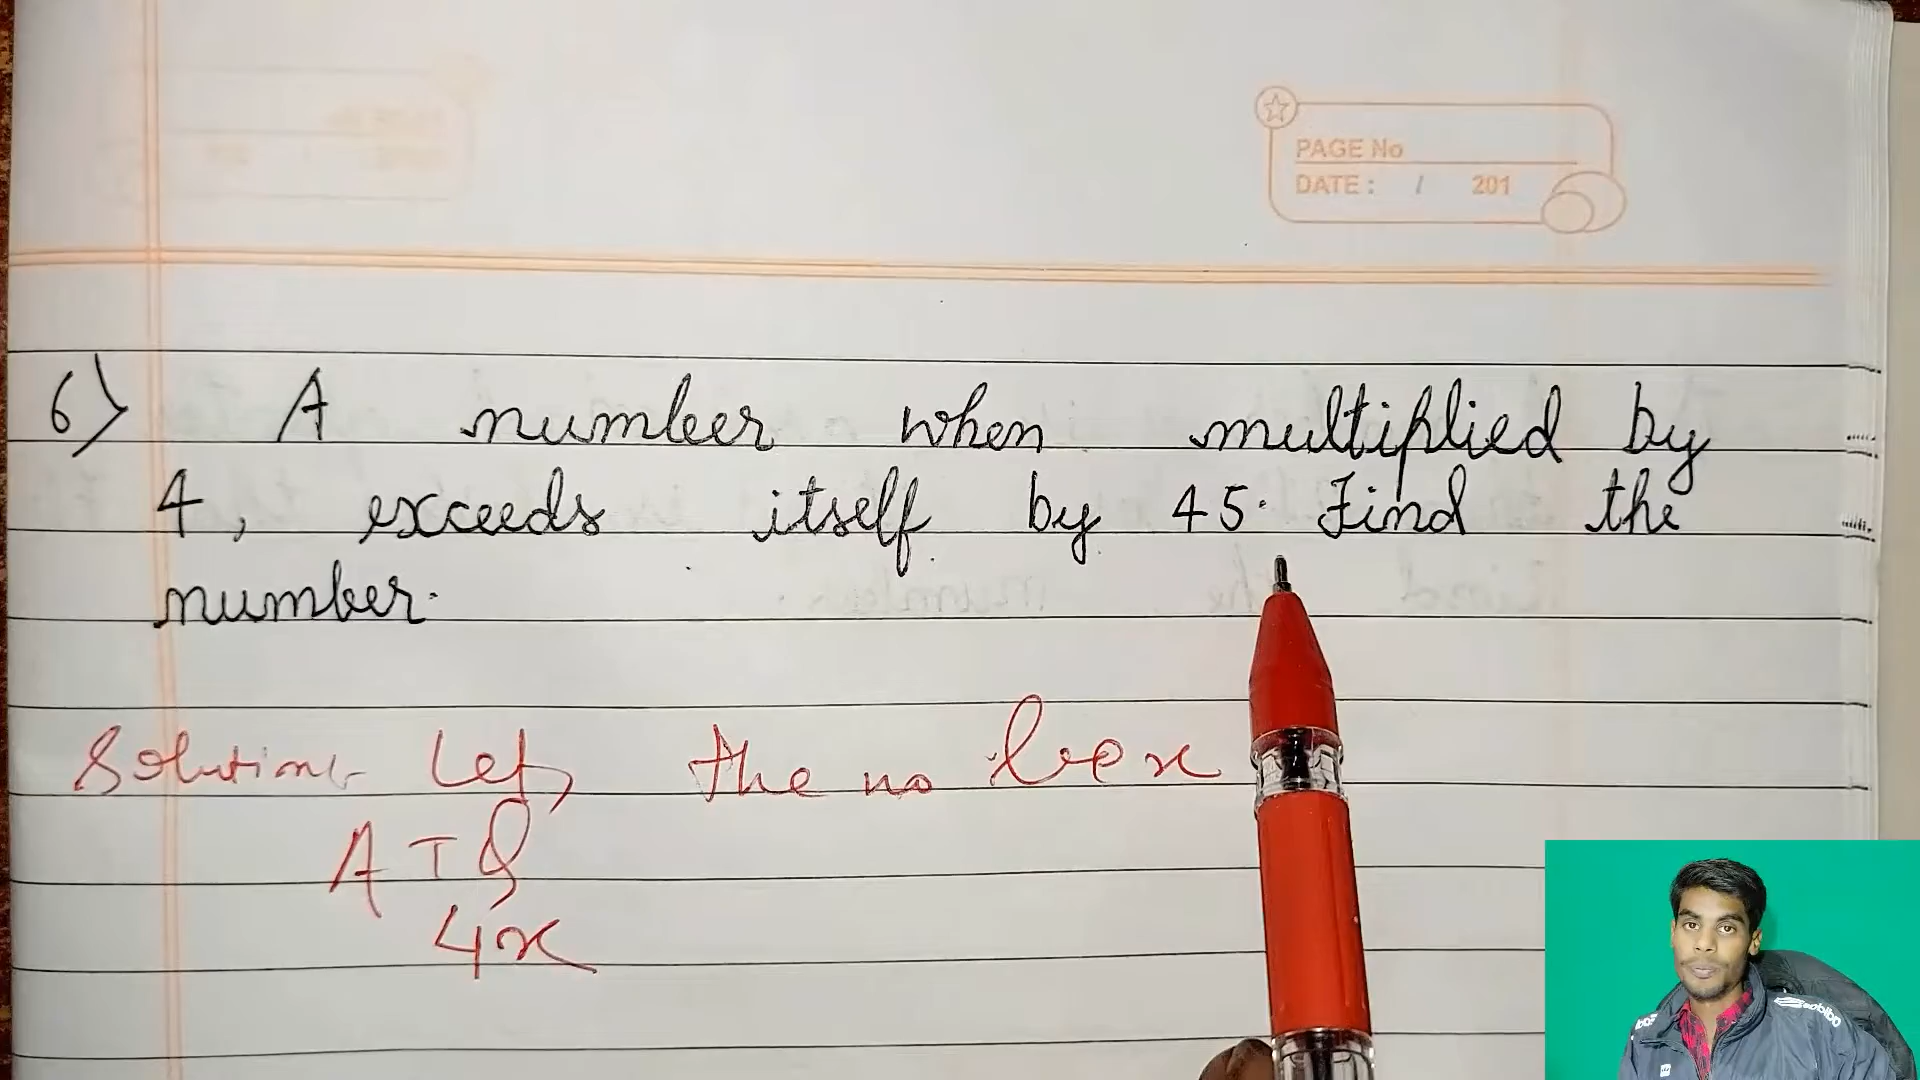 PAGE No
DATE : / 201
6) A number when multiplied by
4, exceeds itself by 45. Find the
number.
Solution:- Let, the no be x
ATQ
4x